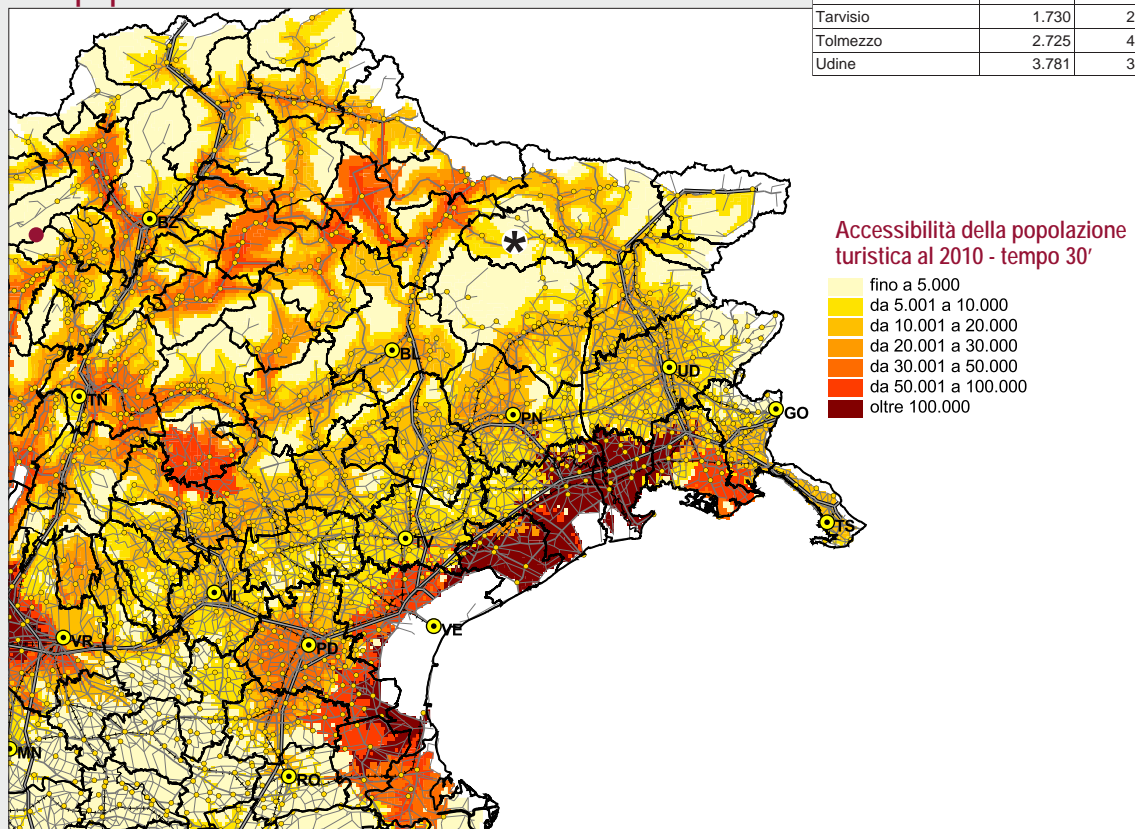 Tarvisio 1.730 2
Tolmezzo 2.725 4
Udine 3.781 3
Accessibilità della popolazione
turistica al 2010 - tempo 30'
fino a 5.000
da 5.001 a 10.000
da 10.001 a 20.000
da 20.001 a 30.000
da 30.001 a 50.000
da 50.001 a 100.000
oltre 100.000
BZ
*
BL
UD
TN
PN
GO
TS
TV
VI
VE
VR
PD
MN
RO